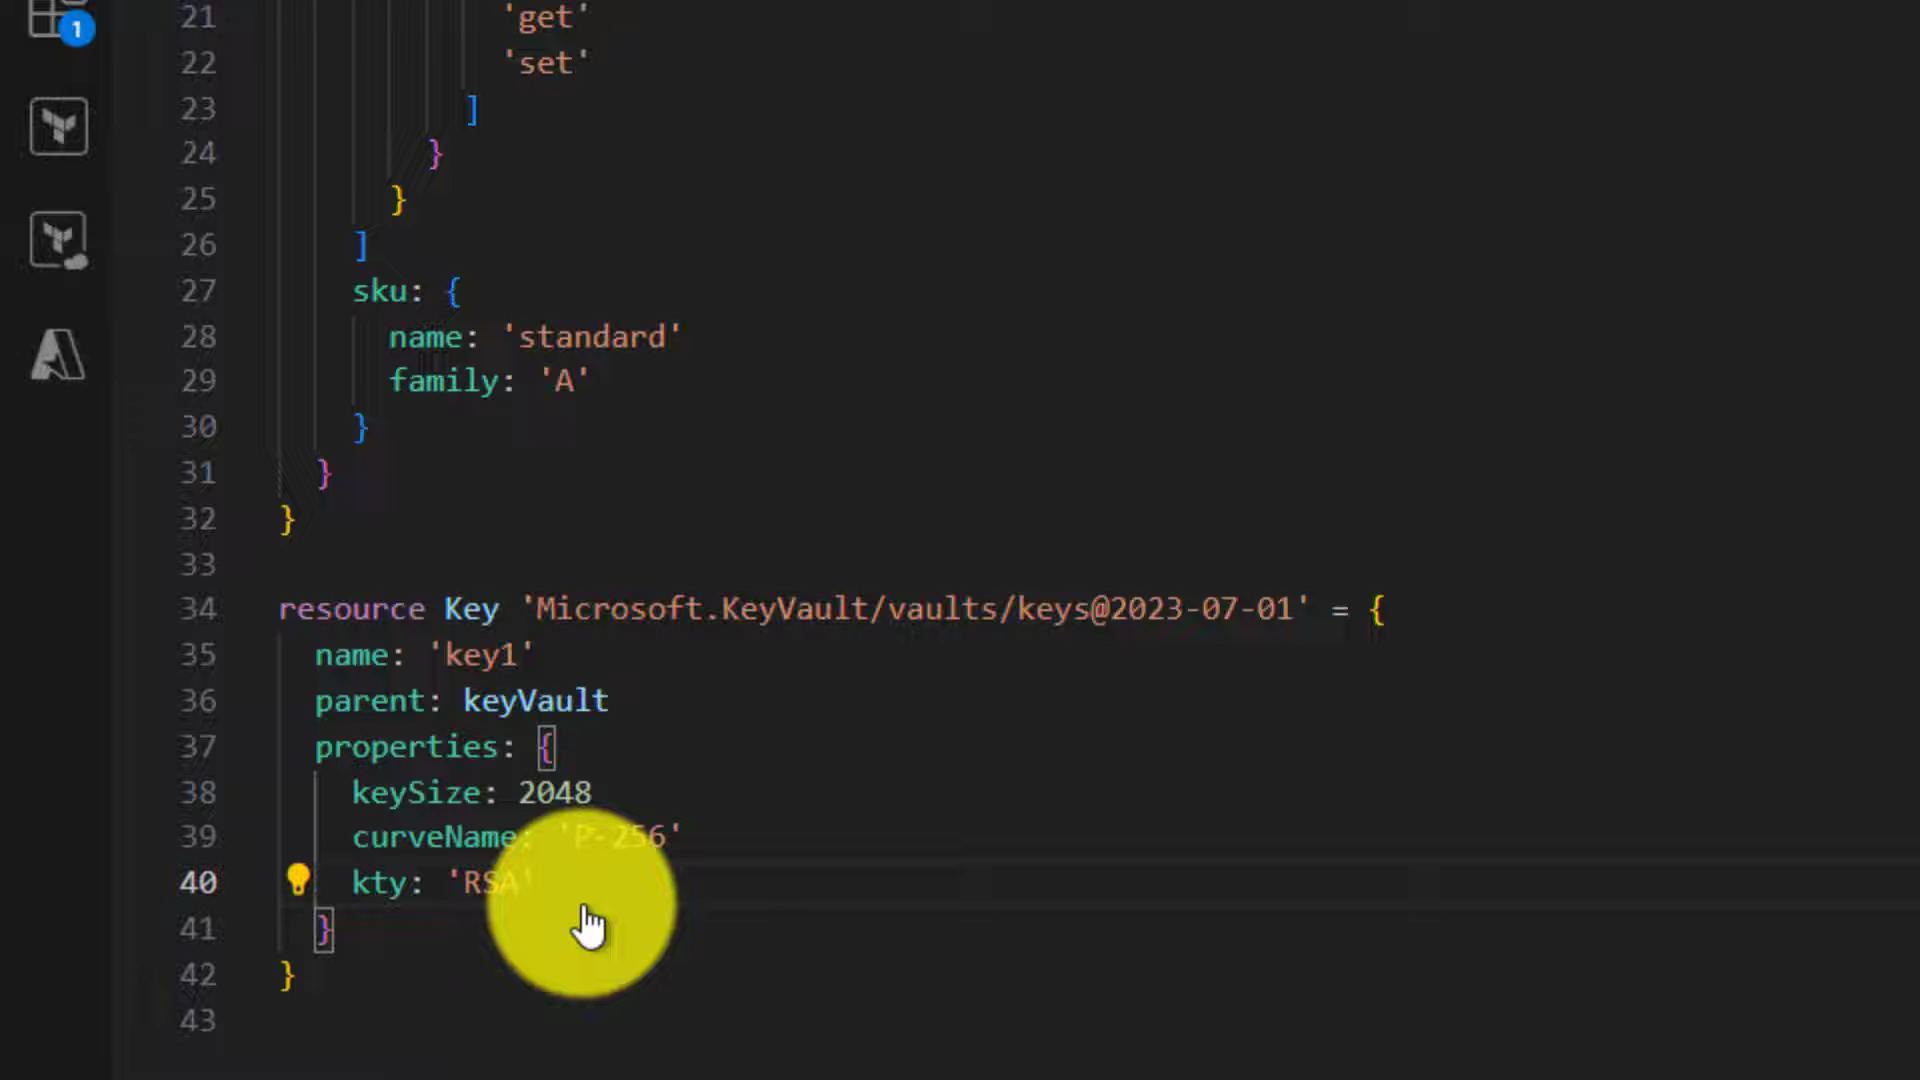 1
21 'get'
22 'set'
23 ]
24 }
25 }
26 ]
27 sku: {
28 name: 'standard'
29 family: 'A'
30 }
31 }
32 }
33
34 resource Key 'Microsoft.KeyVault/vaults/keys@2023-07-01' = {
35 name: 'key1'
36 parent: keyVault
37 properties: {
38 keySize: 2048
39 curveName: 'P-256'
40 kty: 'RSA'
41 }
42 }
43